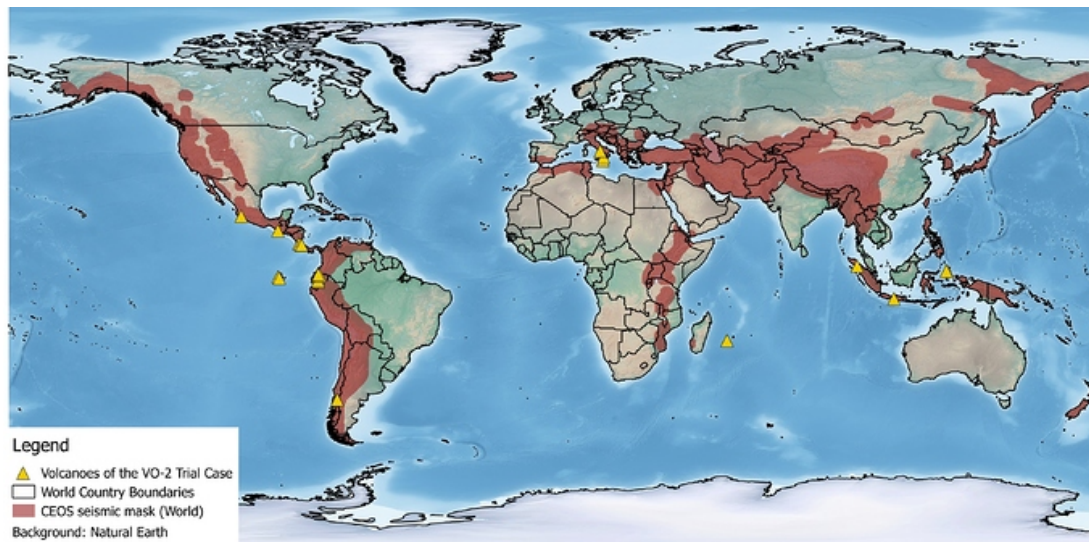 Legend
Volcanoes of the VO-2 Trial Case
World Country Boundaries
CEOS seismic mask (World)
Background: Natural Earth